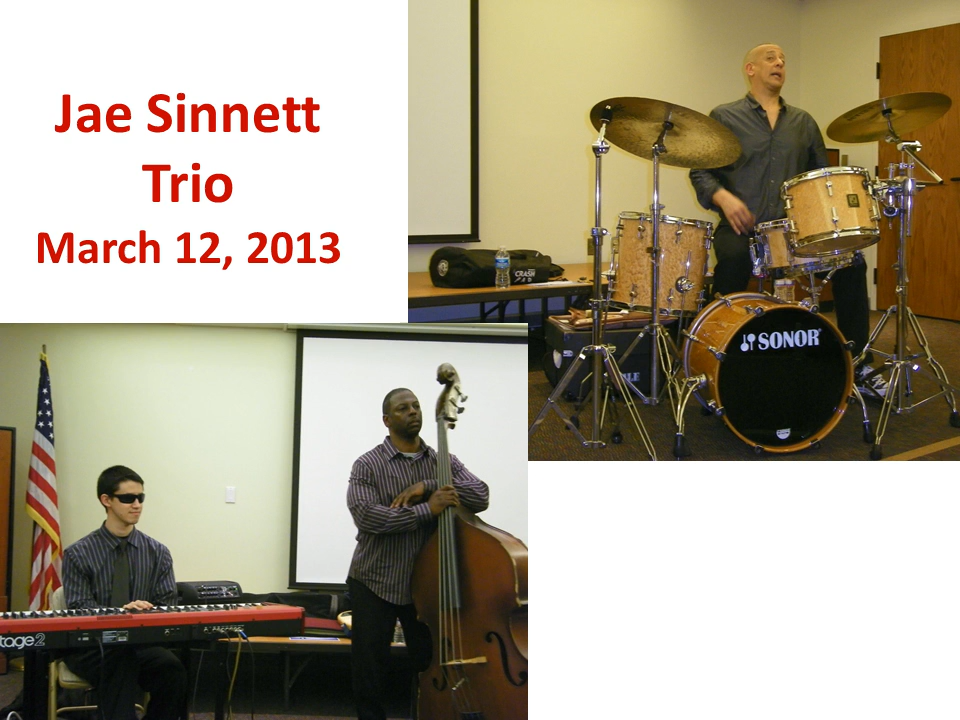 Jae Sinnett
Trio
March 12, 2013
CRASH
SONOR
tage2